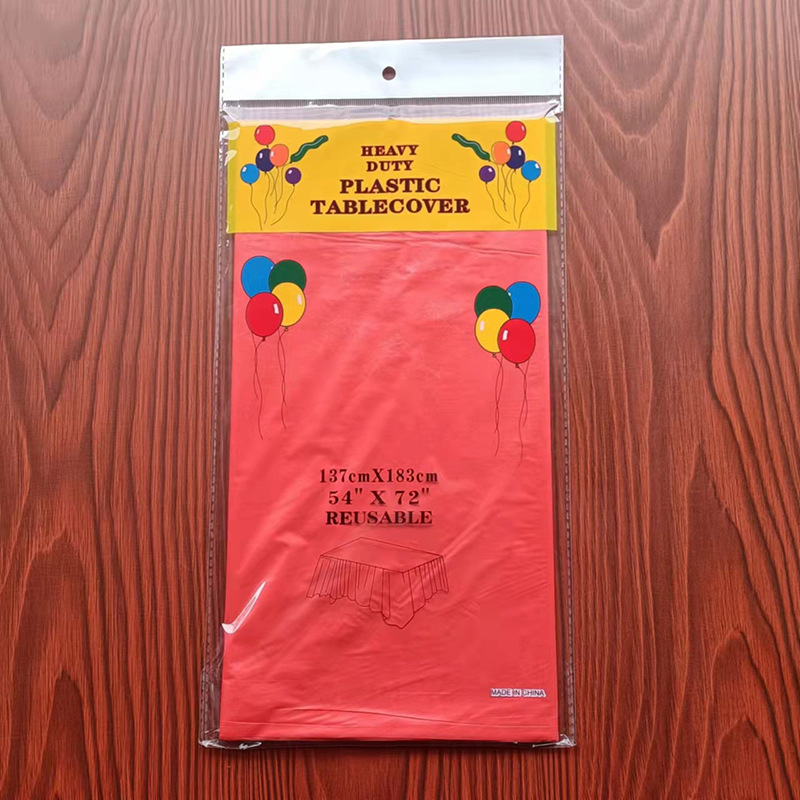 HEAVY
DUTY
PLASTIC
TABLECOVER
137cmX183cm
54" X 72"
REUSABLE
MADE IN CHINA